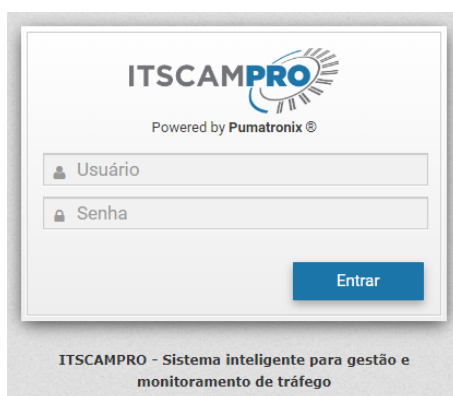 ITSCAMPRO
Powered by Pumatronix ®
Usuário
Senha
Entrar
ITSCAMPRO - Sistema inteligente para gestão e
monitoramento de tráfego